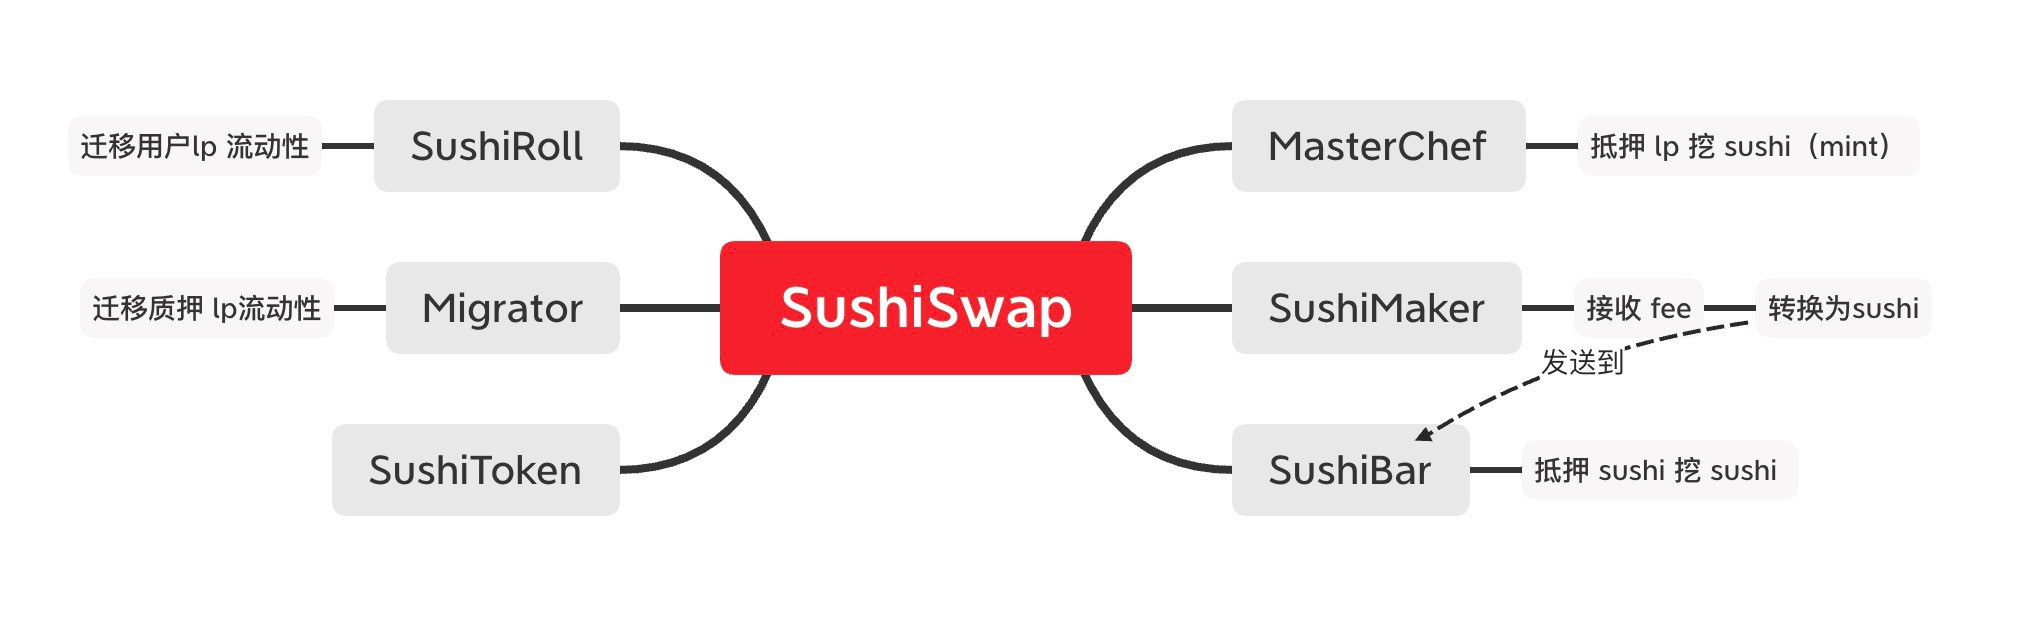 迁移用户lp 流动性
SushiRoll
MasterChef
抵押 lp 挖 sushi（mint）
迁移质押 lp流动性
Migrator
SushiSwap
SushiMaker
接收 fee
转换为sushi
发送到
SushiToken
SushiBar
抵押 sushi 挖 sushi